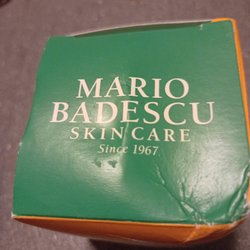 MARIO
BADESCU
SKIN CARE
Since 1967